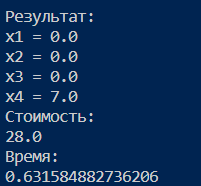 Результат:
x1 = 0.0
x2 = 0.0
x3 = 0.0
x4 = 7.0
Стоимость:
28.0
Время:
0.631584882736206